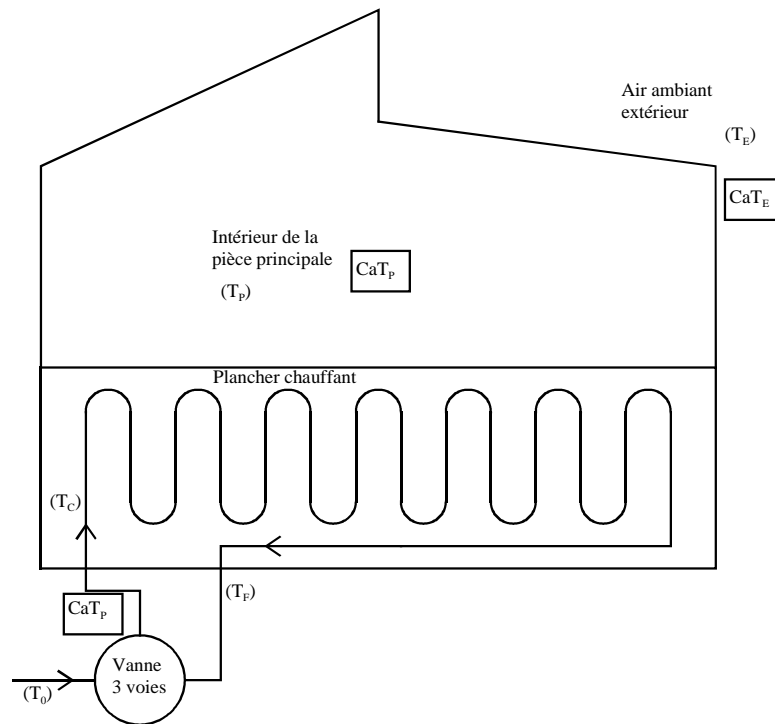 Air ambiant
extérieur
(T_E)
CaT_E
Intérieur de la
pièce principale
CaT_P
(T_P)
Plancher chauffant
(T_C)
(T_F)
CaT_P
Vanne
3 voies
(T_0)